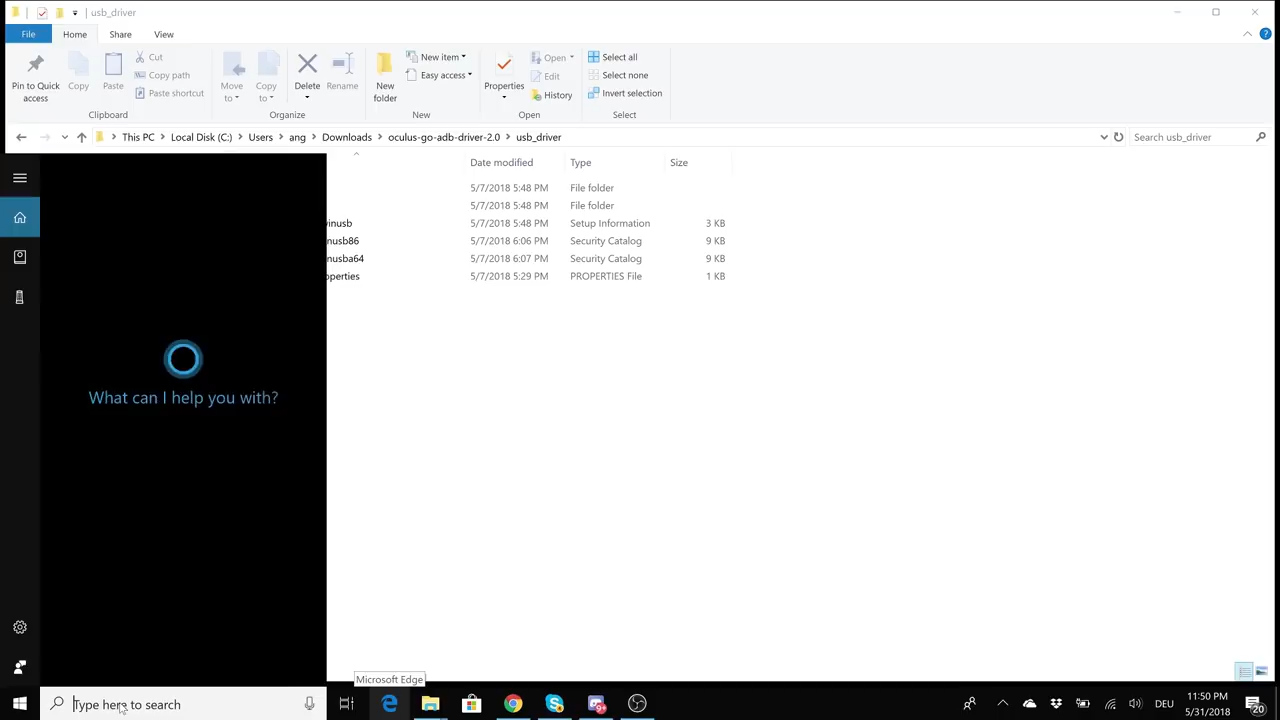 usb_driver
File Home Share View
Pin to Quick access
Copy
Paste
Cut
Copy path
Paste shortcut
Clipboard
Move to
Copy to
Delete
Rename
Organize
New folder
New item
Easy access
New
Properties
Open
Edit
History
Open
Select all
Select none
Invert selection
Select
This PC Local Disk (C:) Users ang Downloads oculus-go-adb-driver-2.0 usb_driver
Search usb_driver
Date modified Type Size
5/7/2018 5:48 PM File folder
5/7/2018 5:48 PM File folder
inusb 5/7/2018 5:48 PM Setup Information 3 KB
nusb86 5/7/2018 6:06 PM Security Catalog 9 KB
nusba64 5/7/2018 6:07 PM Security Catalog 9 KB
operties 5/7/2018 5:29 PM PROPERTIES File 1 KB
What can I help you with?
Microsoft Edge
Type here to search
DEU
11:50 PM
5/31/2018
20